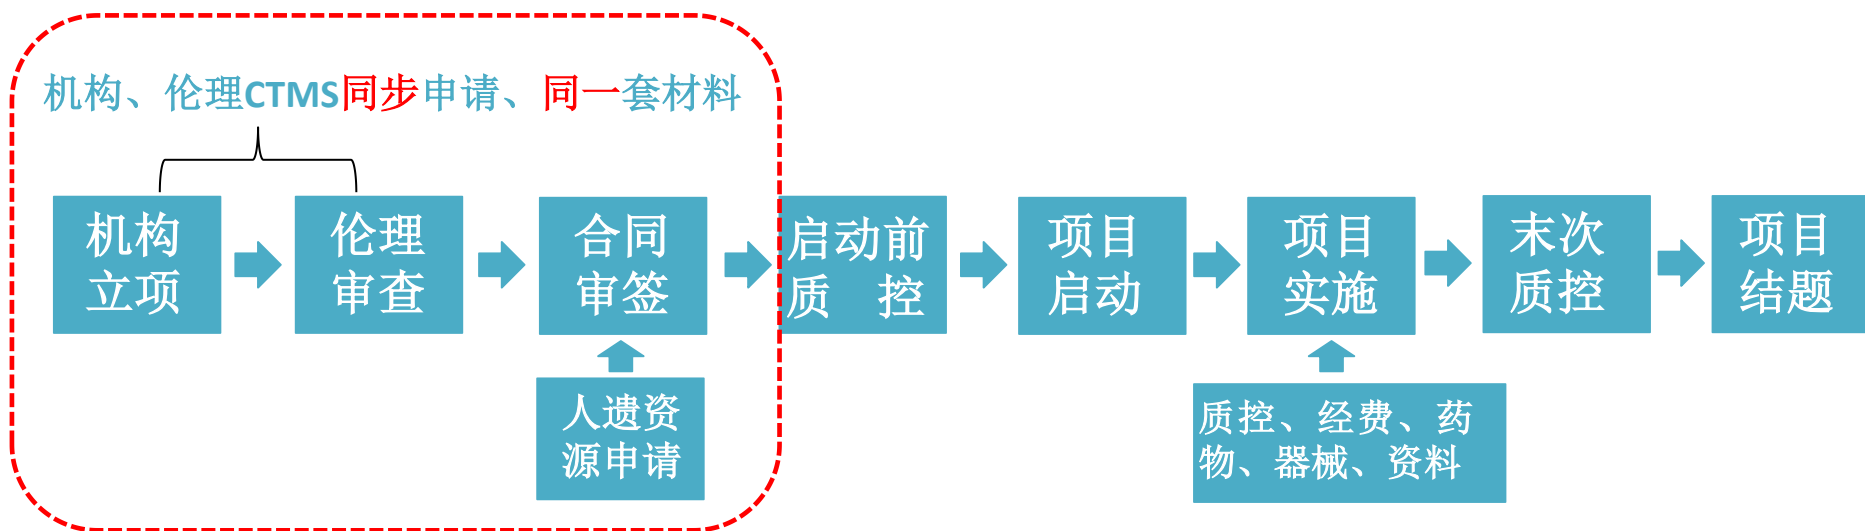 机构、伦理CTMS同步申请、同一套材料
机构
立项
伦理
审查
合同
审签
启动前
质 控
项目
启动
项目
实施
末次
质控
项目
结题
人遗资
源申请
质控、经费、药
物、器械、资料